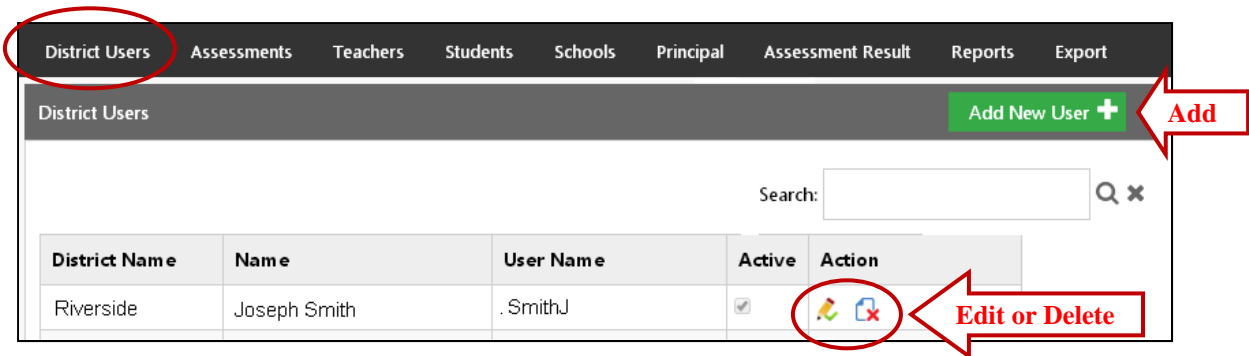 District Users Assessments Teachers Students Schools Principal Assessment Result Reports Export
District Users Add New User Add
Search:
District Name Name User Name Active Action
Riverside Joseph Smith . SmithJ Edit or Delete